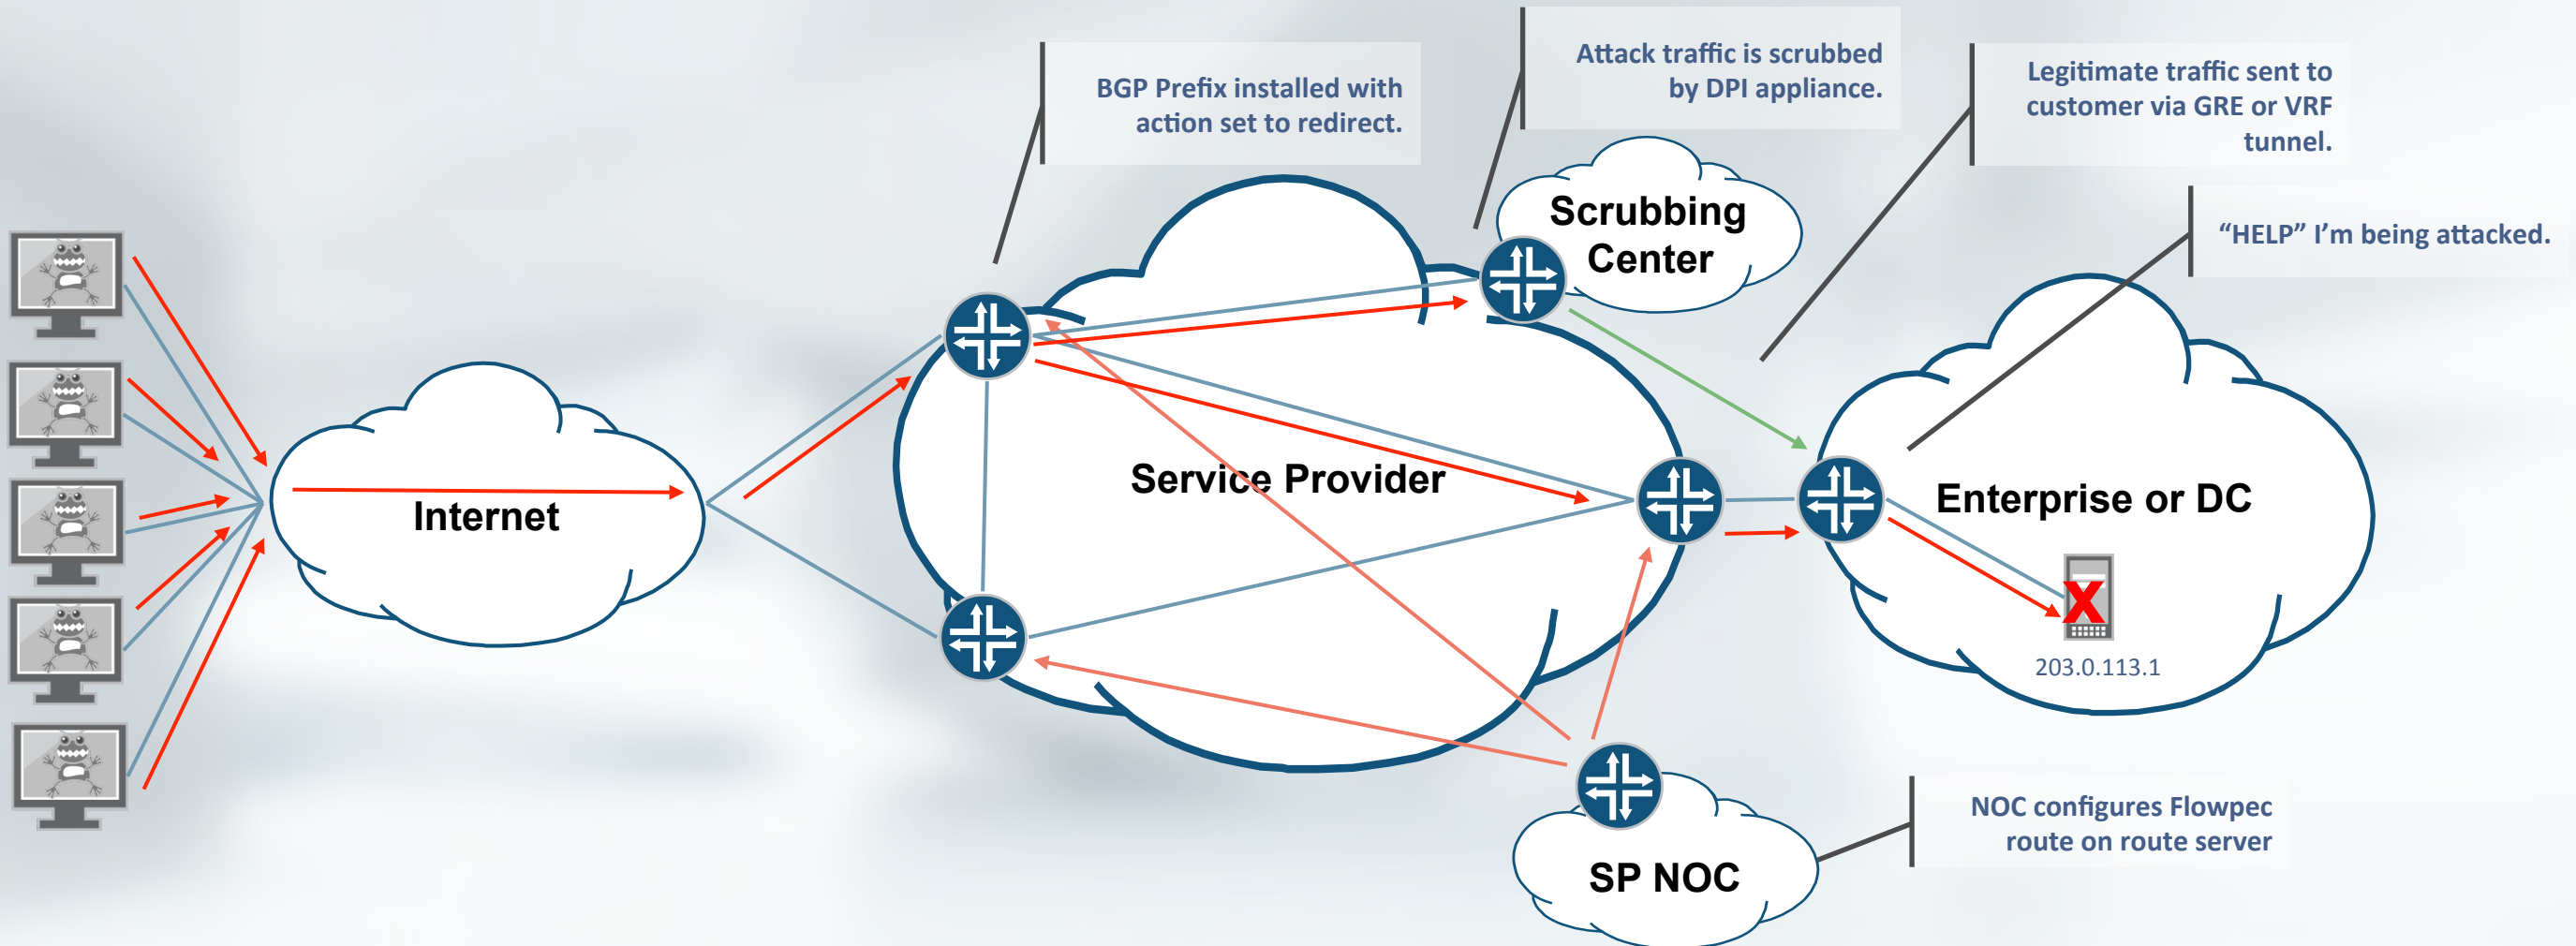 BGP Prefix installed with
action set to redirect.
Attack traffic is scrubbed
by DPI appliance.
Legitimate traffic sent to
customer via GRE or VRF
tunnel.
“HELP” I’m being attacked.
Scrubbing
Center
Internet
Service Provider
Enterprise or DC
203.0.113.1
X
SP NOC
NOC configures Flowpec
route on route server